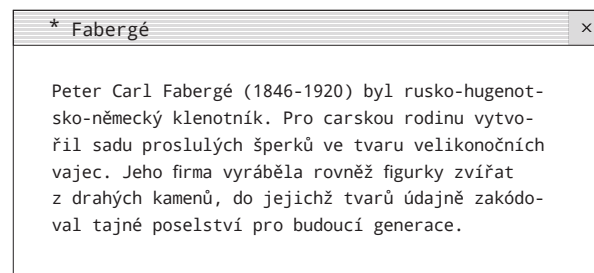 * Fabergé ×
Peter Carl Fabergé (1846-1920) byl rusko-hugenot-
sko-německý klenotník. Pro carskou rodinu vytvo-
řil sadu proslulých šperků ve tvaru velikonočních
vajec. Jeho firma vyráběla rovněž figurky zvířat
z drahých kamenů, do jejichž tvarů údajně zakódo-
val tajné poselství pro budoucí generace.